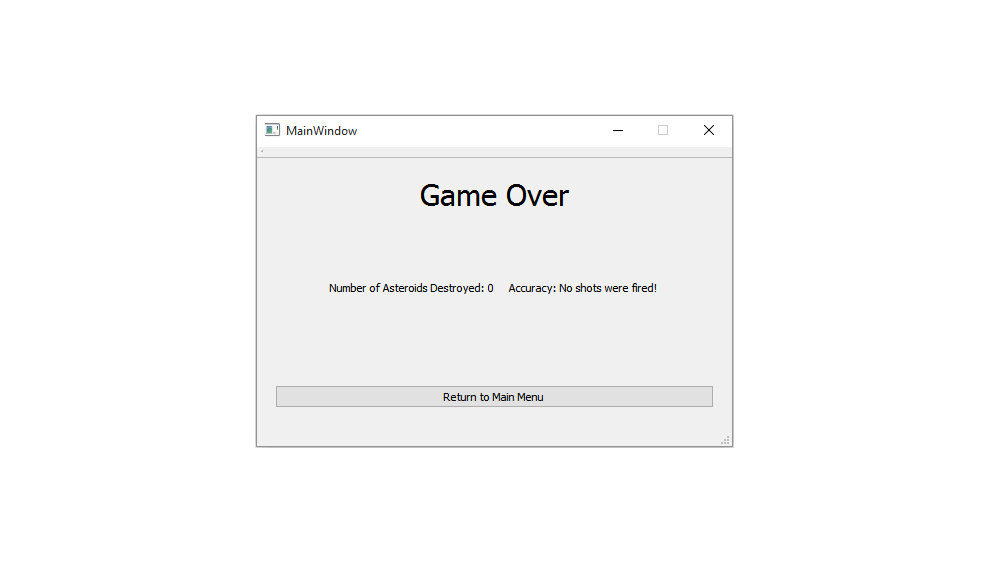 MainWindow
Game Over
Number of Asteroids Destroyed: 0 Accuracy: No shots were fired!
Return to Main Menu